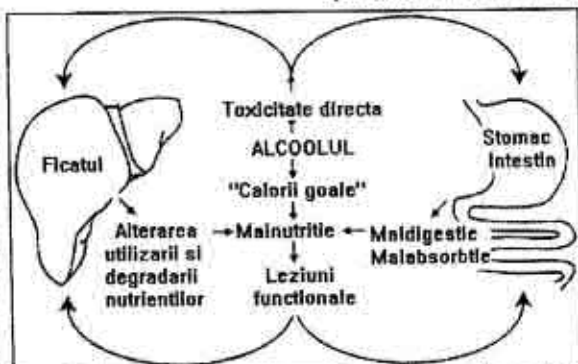 Toxicitate directa
ALCOOLUL
"Calorii goale"
Ficatul
Stomac
Intestin
Alterarea
utilizarii si
degradarii
nutrientilor
Malnutritie
Maldigestie
Malabsorbtie
Leziuni
functionale